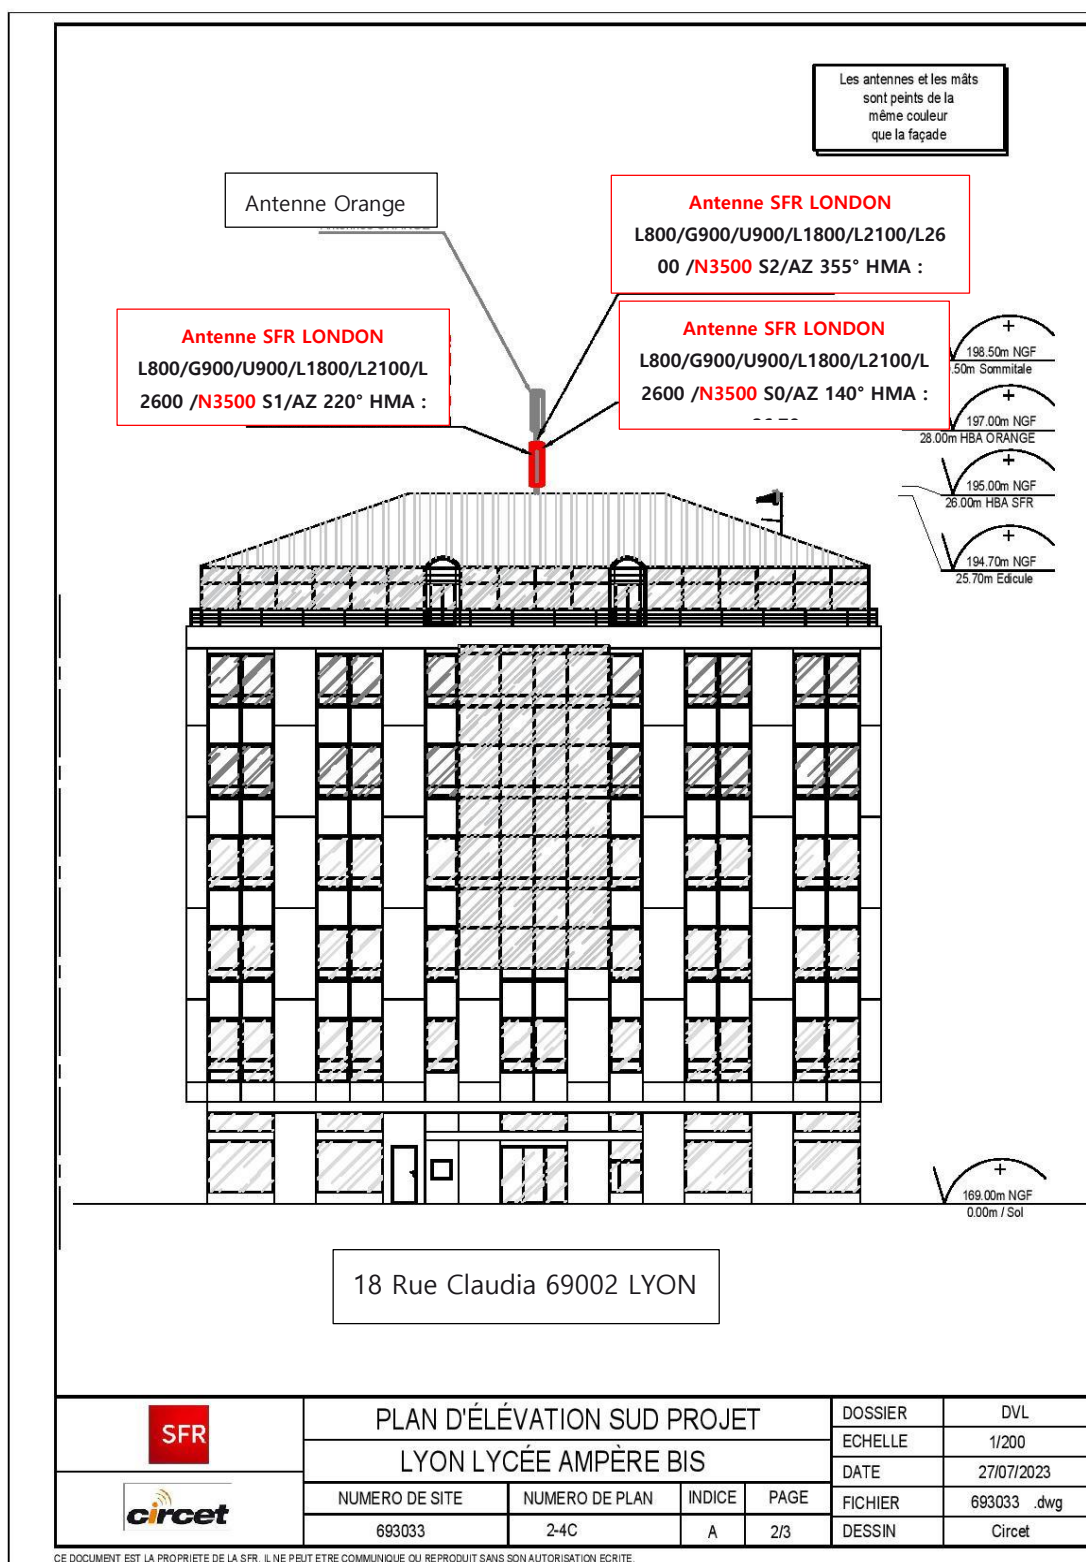 Les antennes et les mâts
sont peints de la
même couleur
que la façade
Antenne Orange
Antenne SFR LONDON
L800/G900/U900/L1800/L2100/L26
00 /N3500 S2/AZ 355° HMA :
Antenne SFR LONDON
L800/G900/U900/L1800/L2100/L
2600 /N3500 S1/AZ 220° HMA :
Antenne SFR LONDON
L800/G900/U900/L1800/L2100/L
2600 /N3500 S0/AZ 140° HMA :
198.50m NGF
.50m Sommitale
197.00m NGF
28.00m HBA ORANGE
195.00m NGF
26.00m HBA SFR
194.70m NGF
25.70m Edicule
169.00m NGF
0.00m / Sol
18 Rue Claudia 69002 LYON
SFR
circet
PLAN D'ÉLÉVATION SUD PROJET
LYON LYCÉE AMPÈRE BIS
NUMERO DE SITE
NUMERO DE PLAN
INDICE
PAGE
693033
2-4C
A
2/3
DOSSIER
DVL
ECHELLE
1/200
DATE
27/07/2023
FICHIER
693033 .dwg
DESSIN
Circet
CE DOCUMENT EST LA PROPRIETE DE LA SFR. IL NE PEUT ETRE COMMUNIQUE OU REPRODUIT SANS SON AUTORISATION ECRITE.